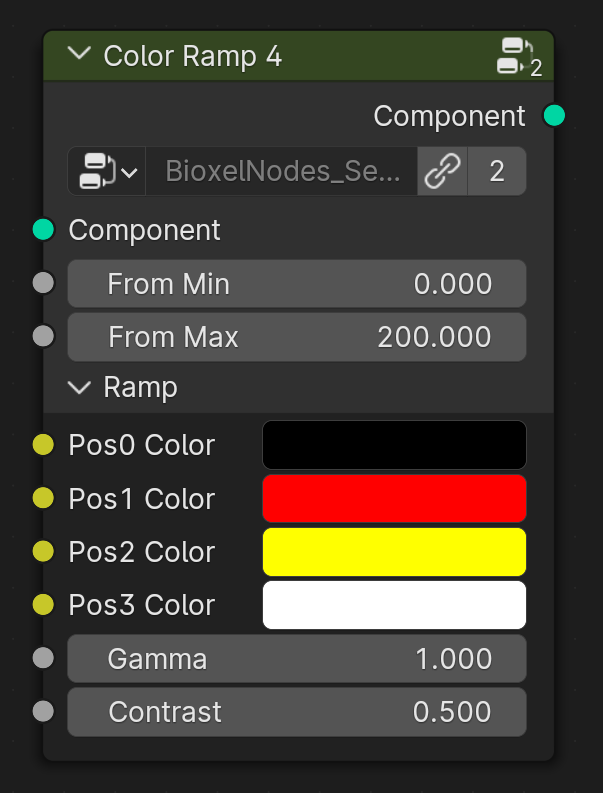 Color Ramp 4
2
Component
BioxelNodes_Se...
2
Component
From Min 0.000
From Max 200.000
Ramp
Pos0 Color
Pos1 Color
Pos2 Color
Pos3 Color
Gamma 1.000
Contrast 0.500